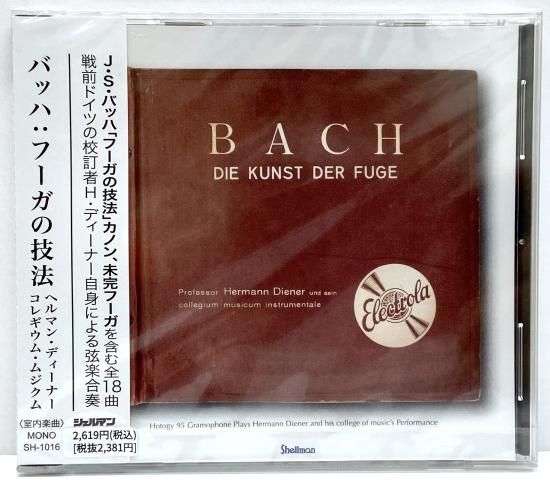 J・S・バッハ「フーガの技法」カノン、未完フーガを含む全18曲
戦前ドイツの校訂者H・ディーナー自身による弦楽合奏
バッハ：フーガの技法
ヘルマン・ディーナー
コレギウム・ムジクム
〈室内楽曲〉
MONO
SH-1016
シェルマン
2,619円(税込)
[税抜2,381円]
BACH
DIE KUNST DER FUGE
Professor Hermann Diener und sein
collegium musicum instrumentale
Electrola
Hotogy 95 Gramophone Plays Hermann Diener and his college of music's Performance
Shellman